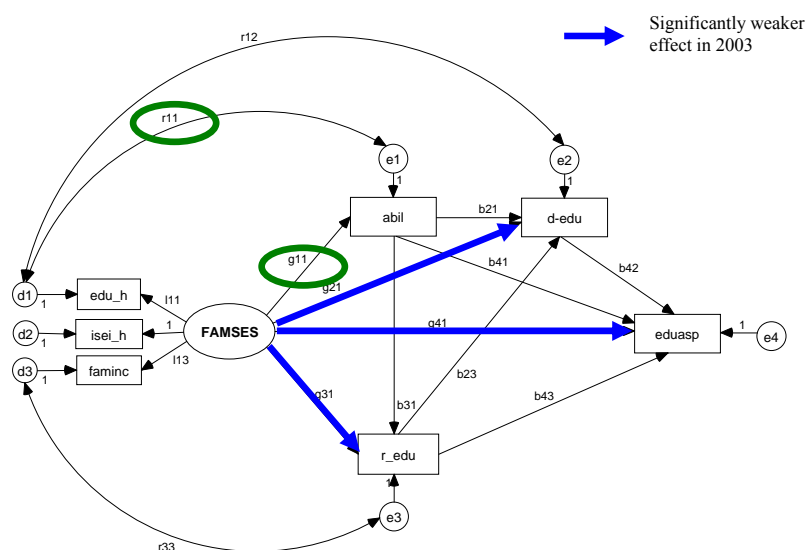 Significantly weaker
effect in 2003
r12
r11
e1
e2
1
1
abil
b21
d-edu
g11
b41
b42
g21
d1
1
edu_h
l11
d2
1
isei_h
1
FAMSES
g41
eduasp
1
e4
d3
1
faminc
l13
g31
b31
b23
b43
r_edu
1
e3
r33